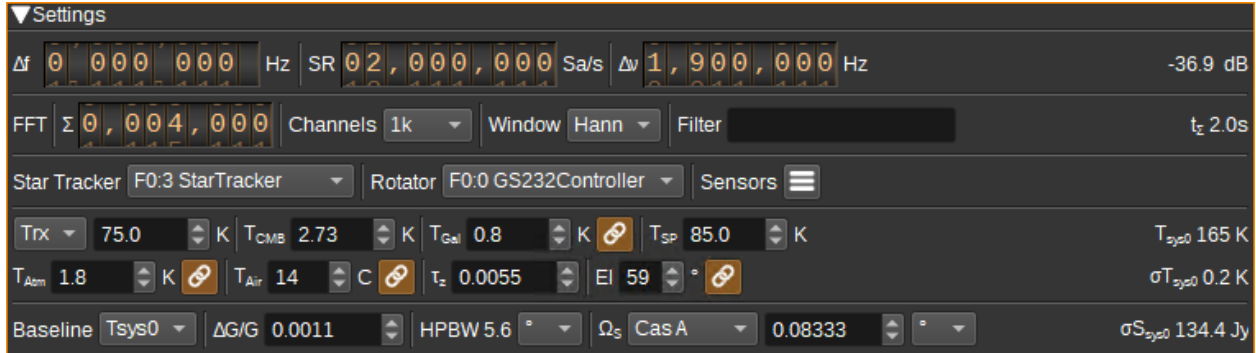 ▼Settings
Δf 0 000 000 Hz SR 02,000,000 Sa/s Δν 1,900,000 Hz -36.9 dB
FFT Σ 0,004,000 Channels 1k Window Hann Filter tΣ 2.0s
Star Tracker F0:3 StarTracker Rotator F0:0 GS232Controller Sensors
Trx 75.0 K TCMB 2.73 K TGal 0.8 K TSP 85.0 K Tsys0 165 K
TAtm 1.8 K TAir 14 C τz 0.0055 El 59 ° σTsys0 0.2 K
Baseline Tsys0 ΔG/G 0.0011 HPBW 5.6 ° ΩS Cas A 0.08333 ° σSsys0 134.4 Jy